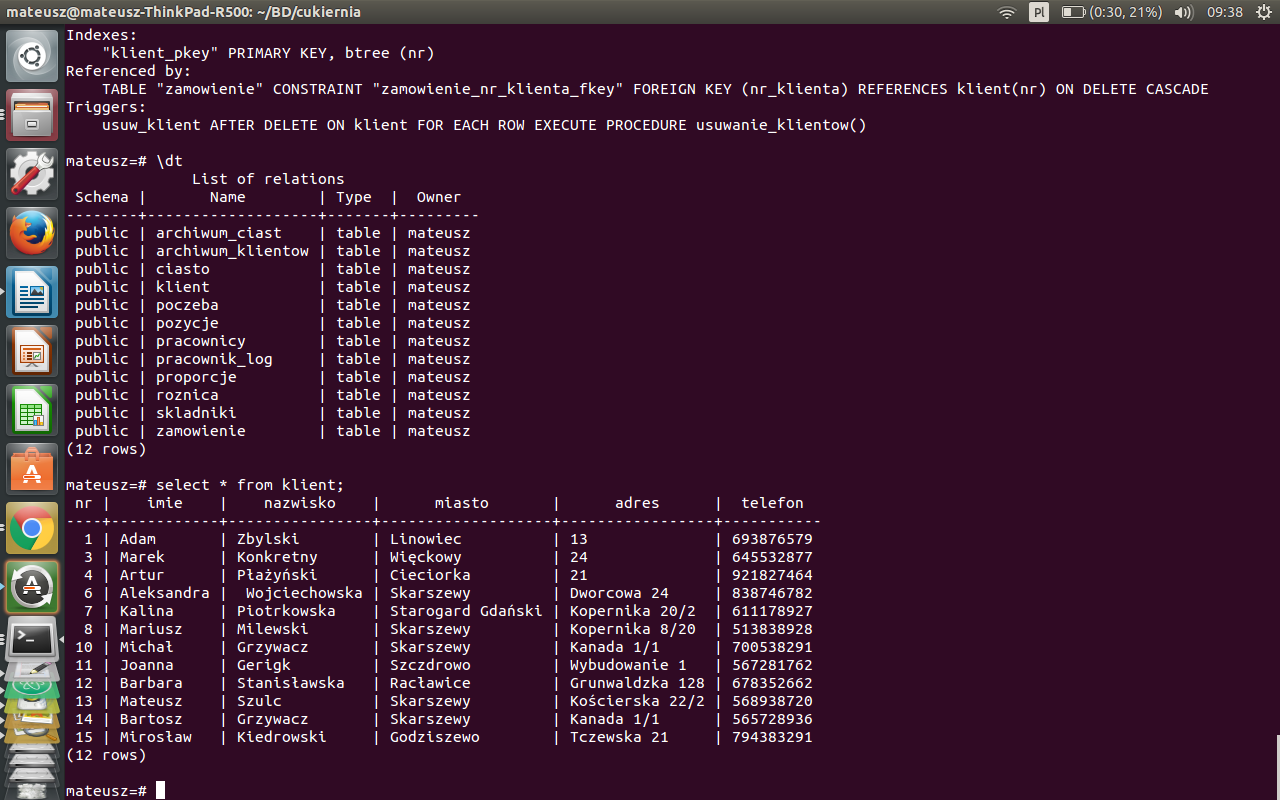 mateusz@mateusz-ThinkPad-R500: ~/BD/cukiernia Pl (0:30, 21%) 09:38
Indexes:
    "klient_pkey" PRIMARY KEY, btree (nr)
Referenced by:
    TABLE "zamowienie" CONSTRAINT "zamowienie_nr_klienta_fkey" FOREIGN KEY (nr_klienta) REFERENCES klient(nr) ON DELETE CASCADE
Triggers:
    usuw_klient AFTER DELETE ON klient FOR EACH ROW EXECUTE PROCEDURE usuwanie_klientow()

mateusz=# \dt
              List of relations
 Schema |       Name        | Type  |  Owner
--------+-------------------+-------+---------
 public | archiwum_ciast    | table | mateusz
 public | archiwum_klientow | table | mateusz
 public | ciasto            | table | mateusz
 public | klient            | table | mateusz
 public | poczeba           | table | mateusz
 public | pozycje           | table | mateusz
 public | pracownicy        | table | mateusz
 public | pracownik_log     | table | mateusz
 public | proporcje         | table | mateusz
 public | roznica           | table | mateusz
 public | skladniki         | table | mateusz
 public | zamowienie        | table | mateusz
(12 rows)

mateusz=# select * from klient;
 nr |    imie    |    nazwisko    |      miasto       |      adres      |  telefon
----+------------+----------------+-------------------+-----------------+-----------
  1 | Adam       | Zbylski        | Linowiec          | 13              | 693876579
  3 | Marek      | Konkretny      | Więckowy          | 24              | 645532877
  4 | Artur      | Płażyński      | Cieciorka         | 21              | 921827464
  6 | Aleksandra |  Wojciechowska | Skarszewy         | Dworcowa 24     | 838746782
  7 | Kalina     | Piotrkowska    | Starogard Gdański | Kopernika 20/2  | 611178927
  8 | Mariusz    | Milewski       | Skarszewy         | Kopernika 8/20  | 513838928
 10 | Michał     | Grzywacz       | Skarszewy         | Kanada 1/1      | 700538291
 11 | Joanna     | Gerigk         | Szczdrowo         | Wybudowanie 1   | 567281762
 12 | Barbara    | Stanisławska   | Racławice         | Grunwaldzka 128 | 678352662
 13 | Mateusz    | Szulc          | Skarszewy         | Kościerska 22/2 | 568938720
 14 | Bartosz    | Grzywacz       | Skarszewy         | Kanada 1/1      | 565728936
 15 | Mirosław   | Kiedrowski     | Godziszewo        | Tczewska 21     | 794383291
(12 rows)

mateusz=#